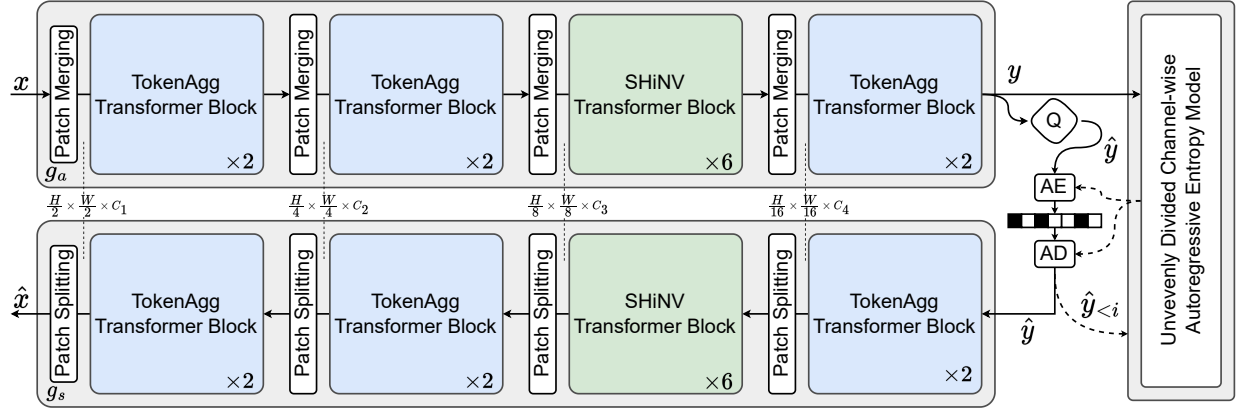 x
Patch Merging
TokenAgg
Transformer Block
×2
Patch Merging
TokenAgg
Transformer Block
×2
Patch Merging
SHiNV
Transformer Block
×6
Patch Merging
TokenAgg
Transformer Block
×2
g_a
y
Q
ŷ
AE
AD
ŷ
ŷ_{<i}
Unevenly Divided Channel-wise
Autoregressive Entropy Model
H/2 × W/2 × C_1
H/4 × W/4 × C_2
H/8 × W/8 × C_3
H/16 × W/16 × C_4
x̂
Patch Splitting
TokenAgg
Transformer Block
×2
Patch Splitting
TokenAgg
Transformer Block
×2
Patch Splitting
SHiNV
Transformer Block
×6
Patch Splitting
TokenAgg
Transformer Block
×2
g_s